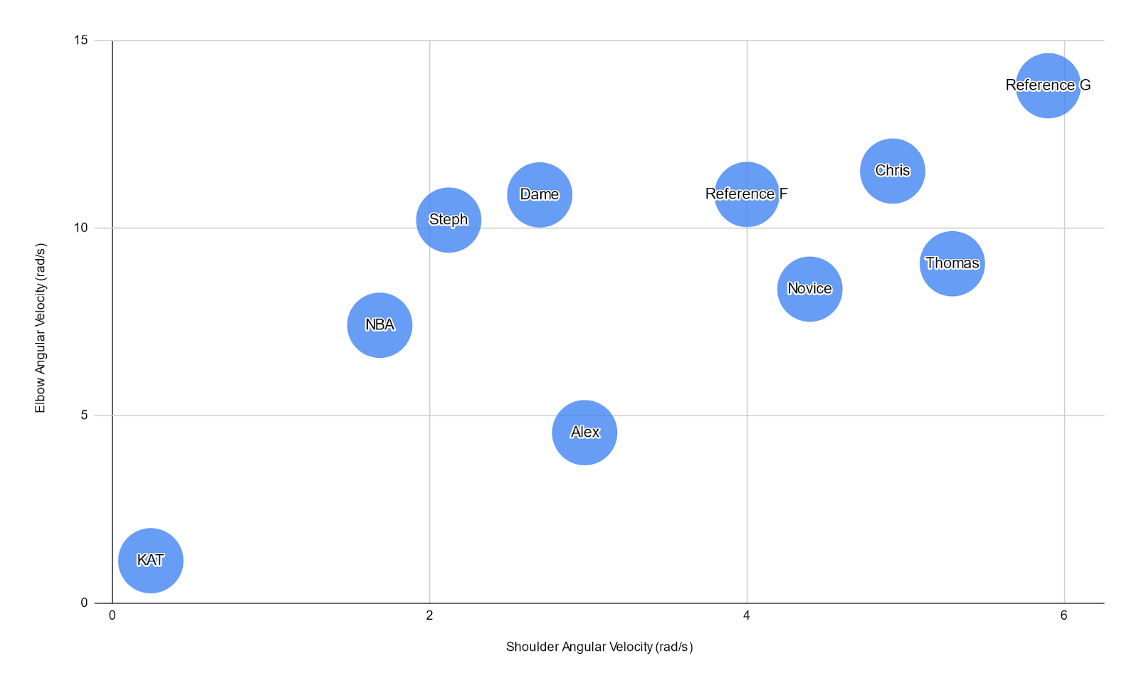 15
Reference G
Chris
Dame
Reference F
Steph
10
Thomas
Novice
NBA
Elbow Angular Velocity (rad/s)
5
Alex
KAT
0
0
2
4
6
Shoulder Angular Velocity (rad/s)